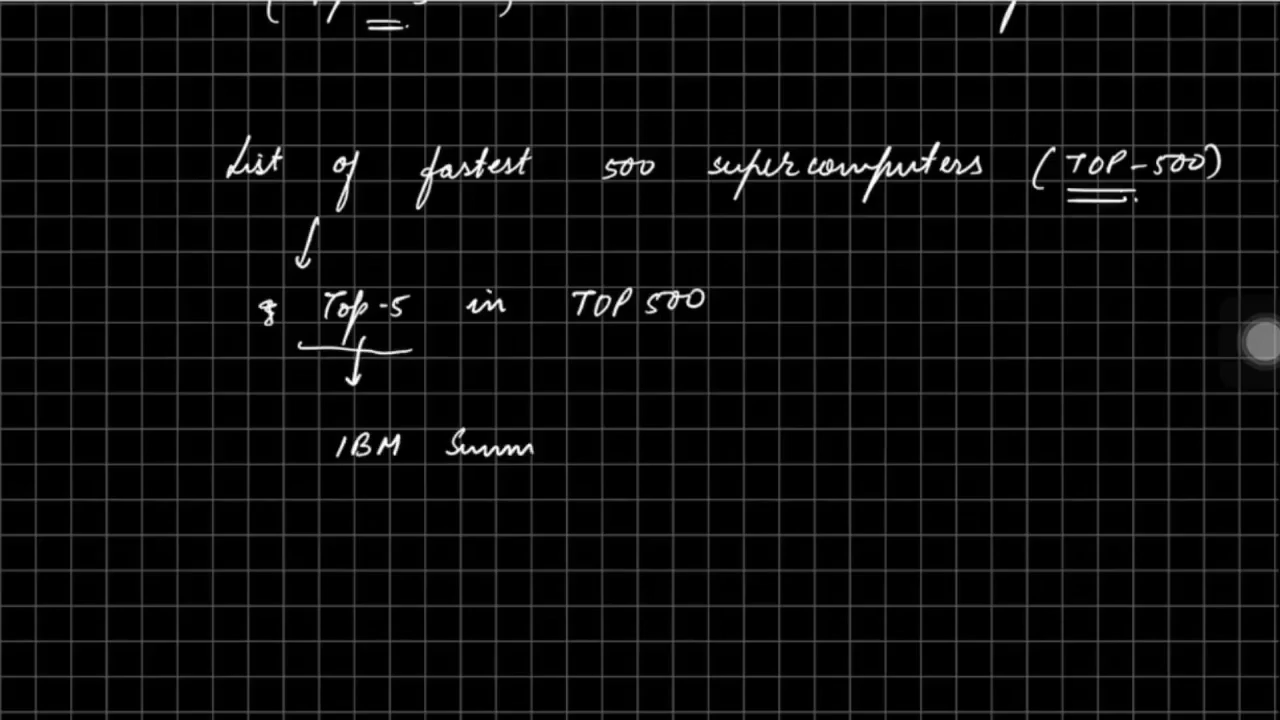 List of fastest 500 supercomputers (TOP-500)
* Top-5 in TOP 500
IBM Summ